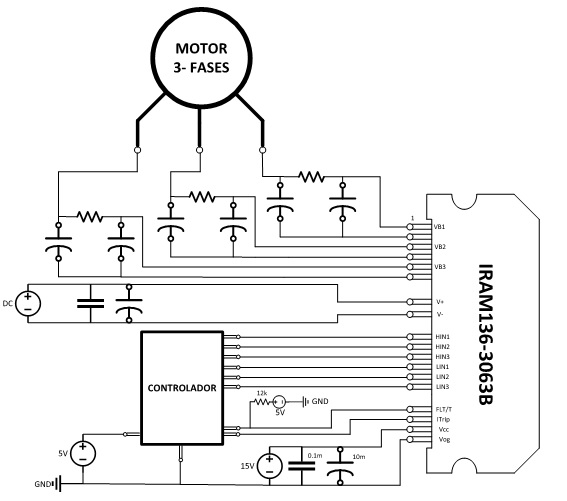 MOTOR
3- FASES
1
VB1
VB2
VB3
IRAM136-3063B
DC
V+
V-
HIN1
HIN2
HIN3
LIN1
LIN2
LIN3
CONTROLADOR
12k
GND
5V
FLT/T
ITrip
Vcc
Vog
5V
15V
0.1m
10m
GND